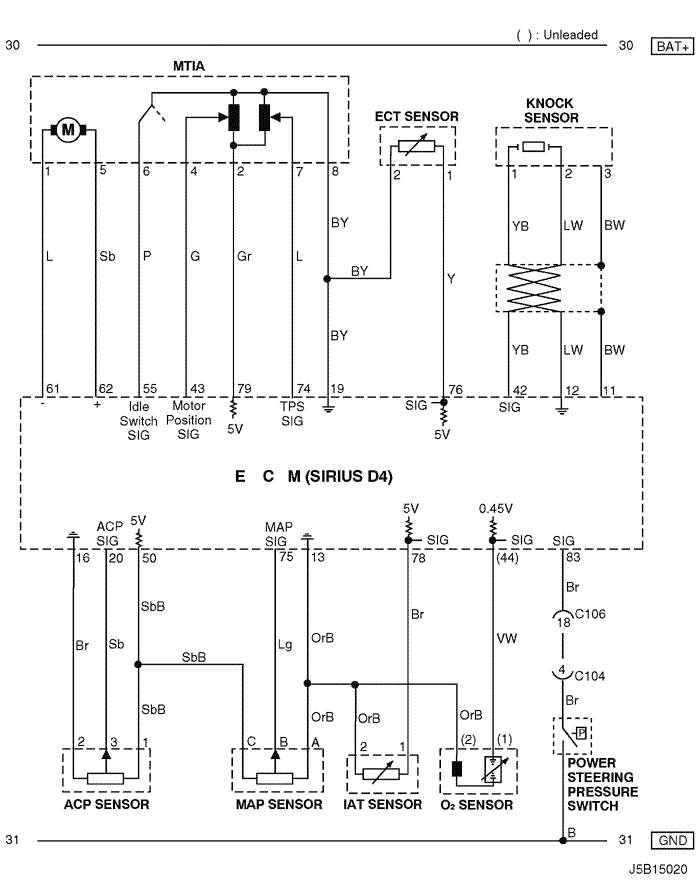 ( ) : Unleaded
30 30 BAT+
MTIA
KNOCK
SENSOR
ECT SENSOR
M
1 5 6 4 2 7 8 2 1 1 2 3
BY YB LW BW
L Sb P G Gr L BY Y
BY YB LW BW
61 62 55 43 79 74 19 76 42 12 11
- + Idle Motor TPS SIG SIG
Switch Position SIG
SIG SIG 5V 5V
E C M (SIRIUS D4)
5V 0.45V
ACP 5V MAP
SIG SIG SIG SIG SIG
16 20 50 75 13 78 (44) 83
Br
SbB C106
18
Br Sb Lg OrB Br VW
SbB
4 C104
Br
SbB OrB OrB OrB
2 3 1 C B A 2 1 (2) (1)
P
POWER
STEERING
PRESSURE
SWITCH
ACP SENSOR MAP SENSOR IAT SENSOR O₂ SENSOR
B
31 31 GND
J5B15020